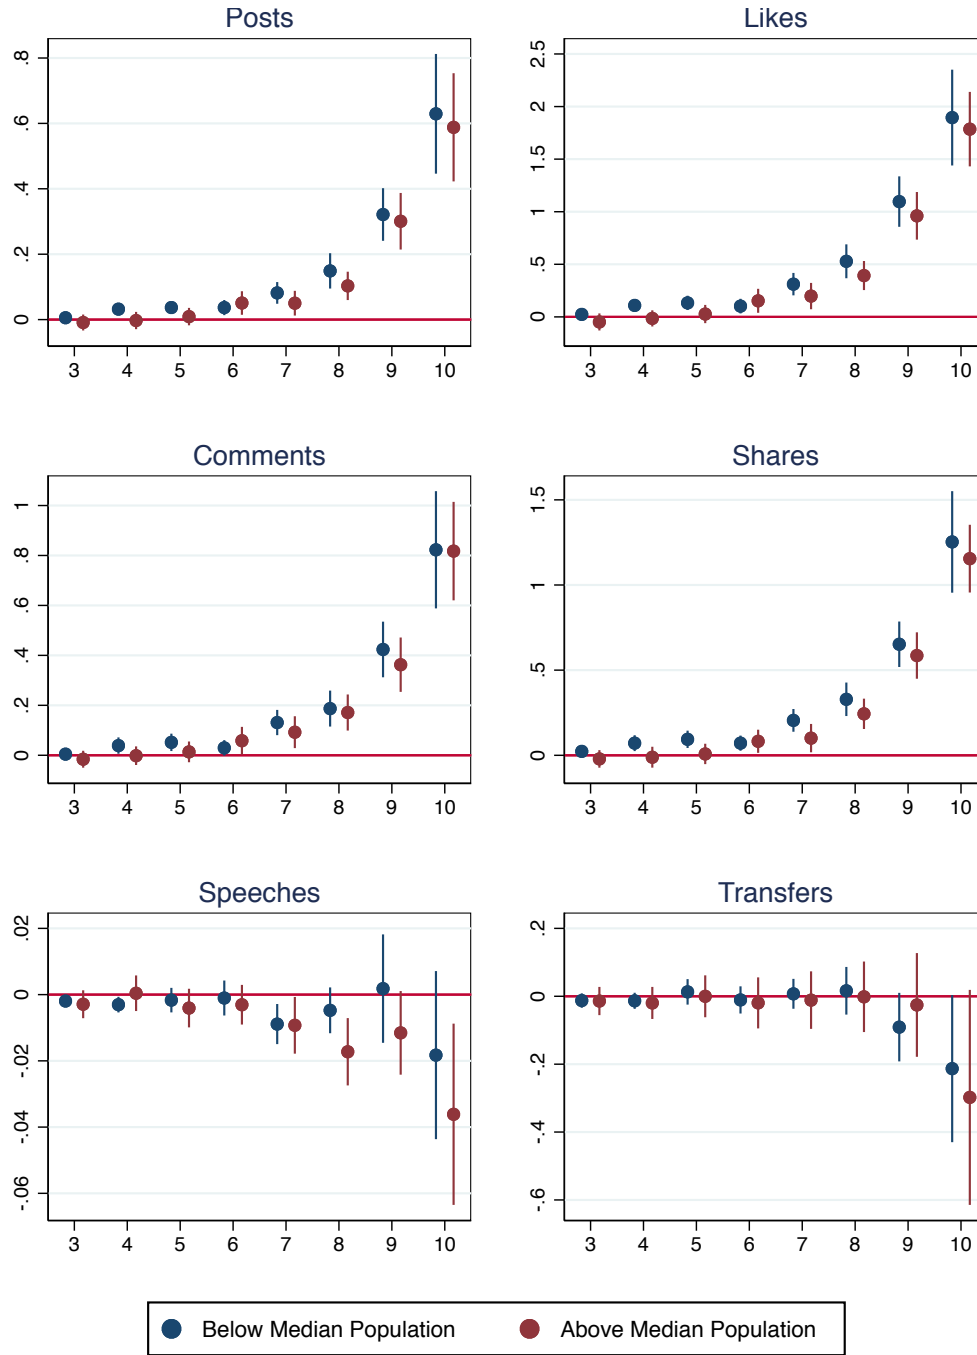 Posts
.8
.6
.4
.2
0
3 4 5 6 7 8 9 10
Likes
2.5
2
1.5
1
.5
0
3 4 5 6 7 8 9 10
Comments
1
.8
.6
.4
.2
0
3 4 5 6 7 8 9 10
Shares
1.5
1
.5
0
3 4 5 6 7 8 9 10
Speeches
.02
0
-.02
-.04
-.06
3 4 5 6 7 8 9 10
Transfers
.2
0
-.2
-.4
-.6
3 4 5 6 7 8 9 10
Below Median Population
Above Median Population